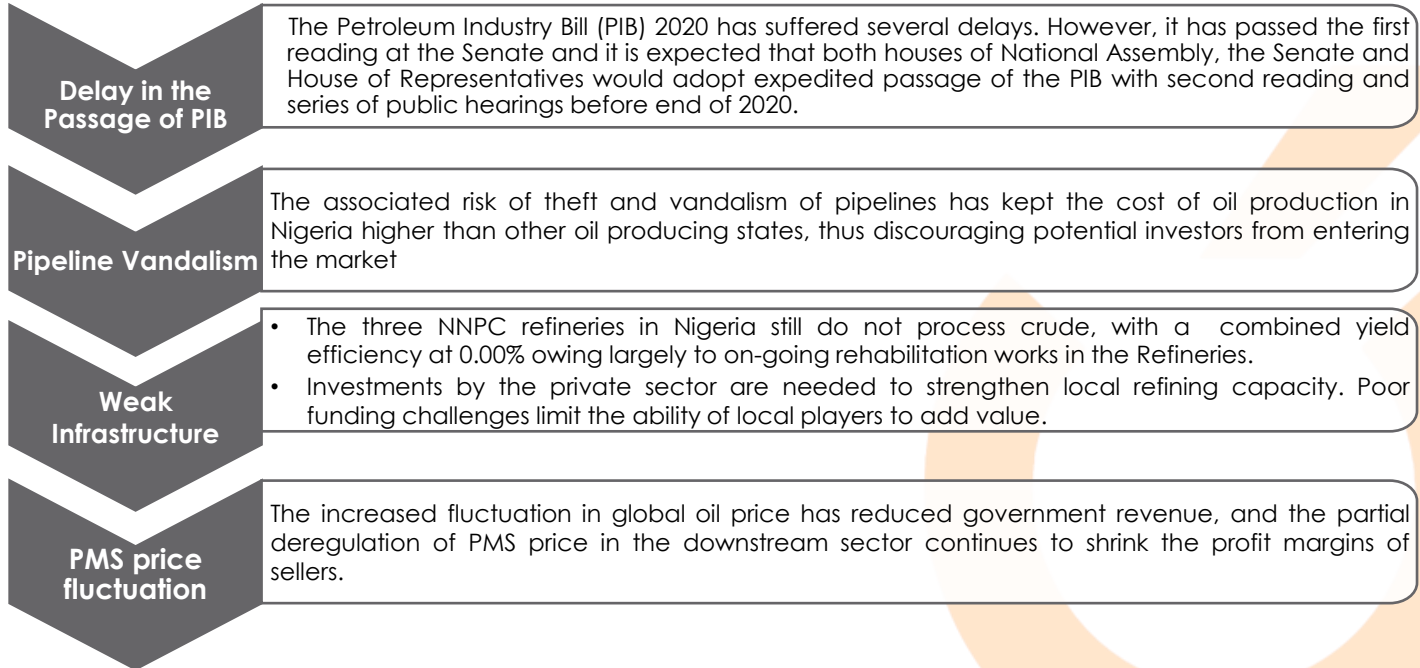 Delay in the
Passage of PIB
The Petroleum Industry Bill (PIB) 2020 has suffered several delays. However, it has passed the first
reading at the Senate and it is expected that both houses of National Assembly, the Senate and
House of Representatives would adopt expedited passage of the PIB with second reading and
series of public hearings before end of 2020.
Pipeline Vandalism
The associated risk of theft and vandalism of pipelines has kept the cost of oil production in
Nigeria higher than other oil producing states, thus discouraging potential investors from entering
the market
Weak
Infrastructure
• The three NNPC refineries in Nigeria still do not process crude, with a combined yield
efficiency at 0.00% owing largely to on-going rehabilitation works in the Refineries.
• Investments by the private sector are needed to strengthen local refining capacity. Poor
funding challenges limit the ability of local players to add value.
PMS price
fluctuation
The increased fluctuation in global oil price has reduced government revenue, and the partial
deregulation of PMS price in the downstream sector continues to shrink the profit margins of
sellers.